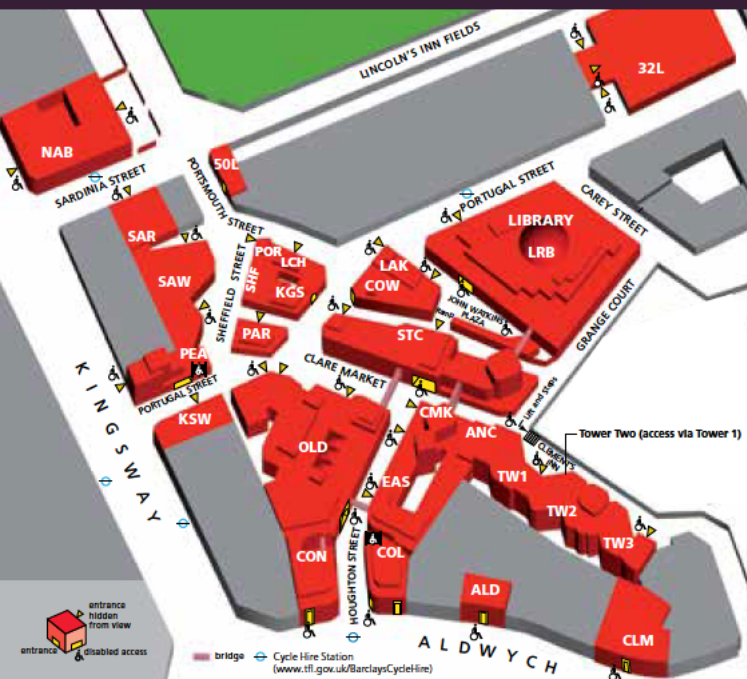 LINCOLN'S INN FIELDS
32L
NAB
SARDINIA STREET
50L
PORTSMOUTH STREET
PORTUGAL STREET
CAREY STREET
SAR
SAW
SHEFFIELD STREET
SHF
POR
LCH
KGS
LAK
COW
LIBRARY
LRB
JOHN WATKINS
PLAZA
Ramp
GRANGE COURT
PAR
STC
PEA
PORTUGAL STREET
CLARE MARKET
KINGSWAY
KSW
OLD
CMK
ANC
Lift and Steps
CLEMENT'S
INN
Tower Two (access via Tower 1)
EAS
TW1
TW2
TW3
CON
HOUGHTON STREET
COL
ALD
CLM
ALDWYCH
entrance
hidden
from view
entrance
disabled access
bridge
Cycle Hire Station
(www.tfl.gov.uk/BarclaysCycleHire)